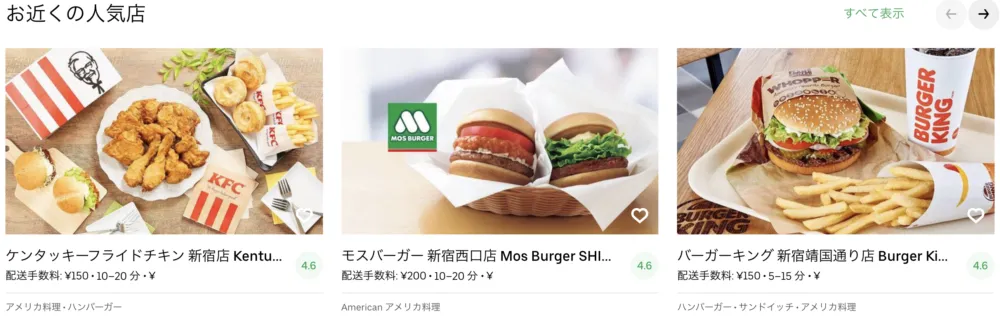 お近くの人気店
すべて表示
KFC
KFC
KFC
MOS BURGER
WHOPPER
BURGER
KING
BURGER
KING
ケンタッキーフライドチキン 新宿店 Kentu...
4.6
配送手数料: ¥150 • 10–20 分 • ¥
アメリカ料理 • ハンバーガー
モスバーガー 新宿西口店 Mos Burger SHI...
4.6
配送手数料: ¥200 • 10–20 分 • ¥
American アメリカ料理
バーガーキング 新宿靖国通り店 Burger Ki...
4.6
配送手数料: ¥150 • 5–15 分 • ¥
ハンバーガー • サンドイッチ • アメリカ料理